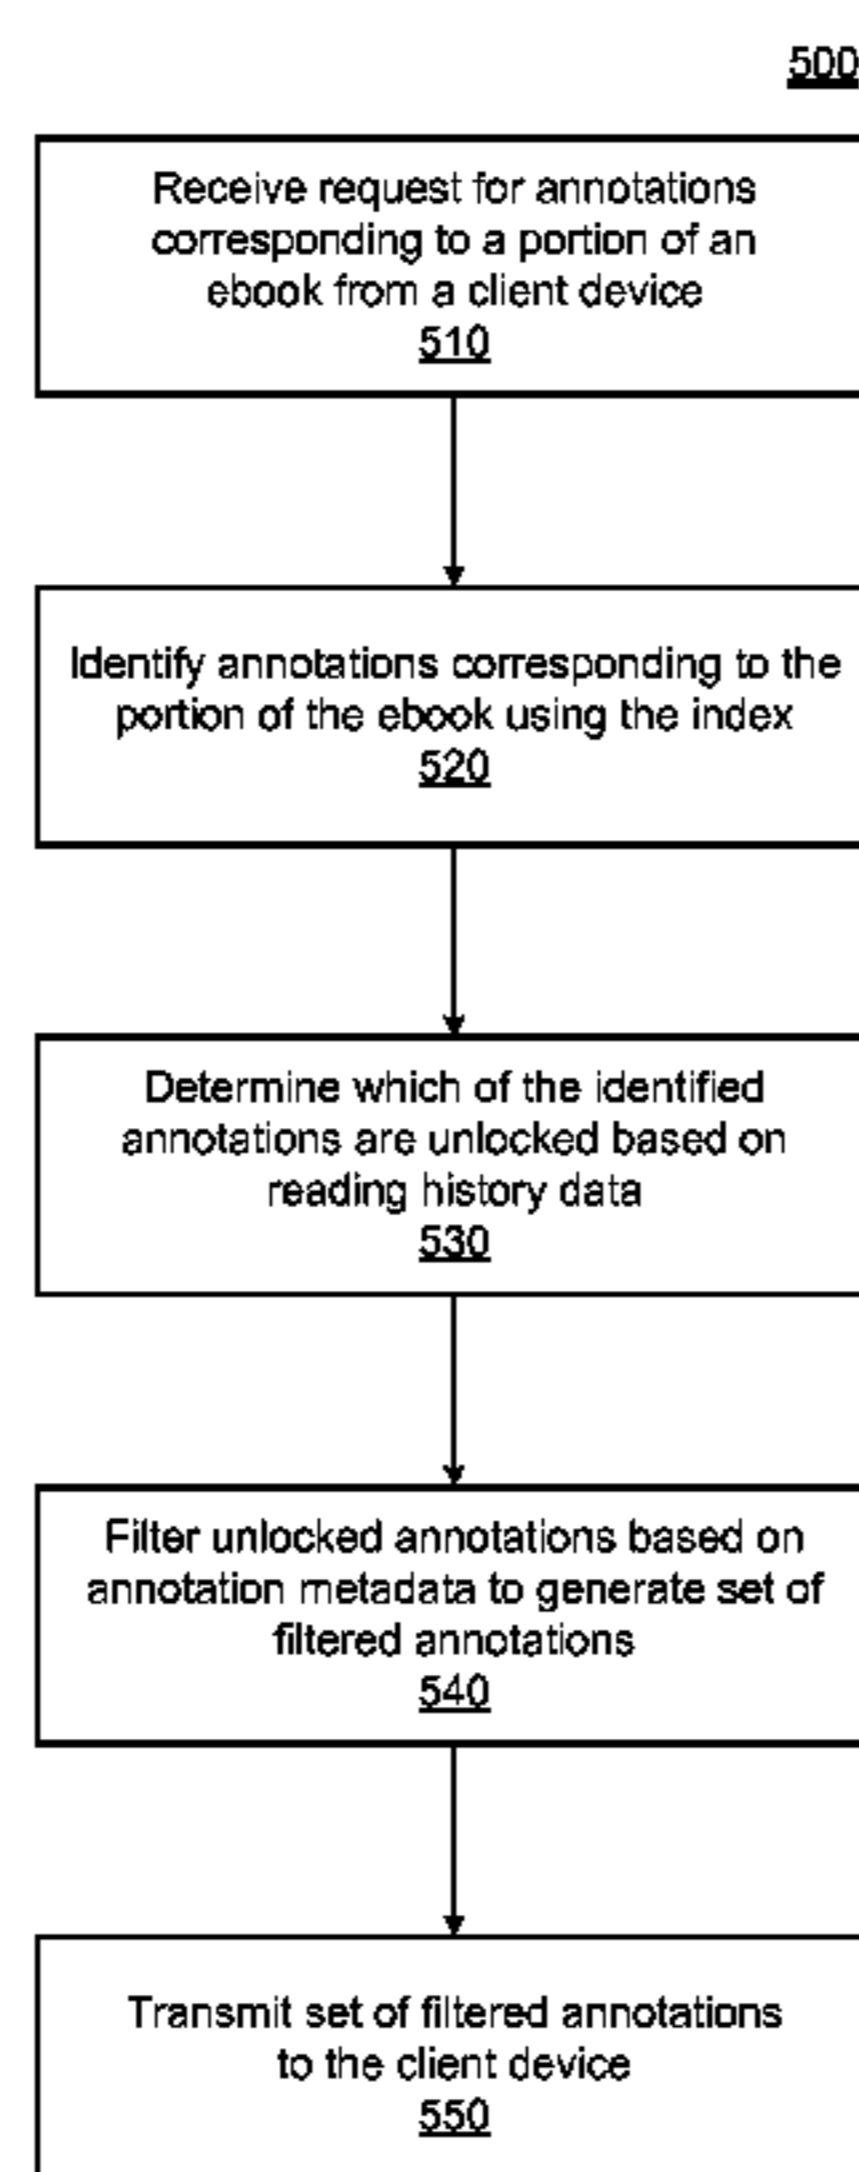 500
Receive request for annotations
corresponding to a portion of an
ebook from a client device
510
Identify annotations corresponding to the
portion of the ebook using the index
520
Determine which of the identified
annotations are unlocked based on
reading history data
530
Filter unlocked annotations based on
annotation metadata to generate set of
filtered annotations
540
Transmit set of filtered annotations
to the client device
550